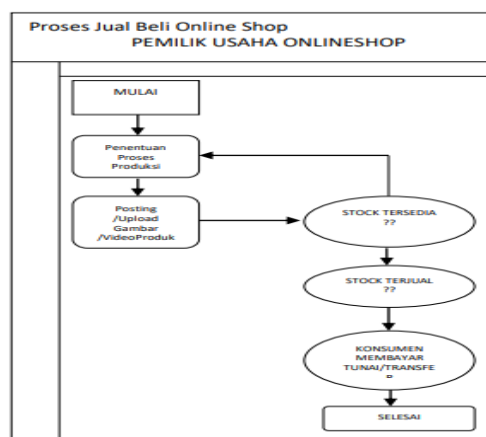 Proses Jual Beli Online Shop
PEMILIK USAHA ONLINESHOP
MULAI
Penentuan
Proses
Produksi
Posting
/Upload
Gambar
/VideoProduk
STOCK TERSEDIA
??
STOCK TERJUAL
??
KONSUMEN
MEMBAYAR
TUNAI/TRANSFE
SELESAI